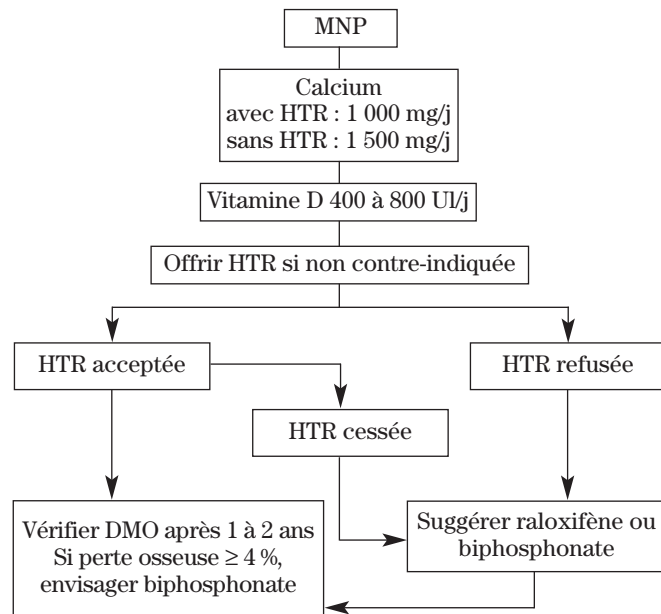 MNP
Calcium
avec HTR : 1 000 mg/j
sans HTR : 1 500 mg/j
Vitamine D 400 à 800 Ul/j
Offrir HTR si non contre-indiquée
HTR acceptée
HTR refusée
HTR cessée
Vérifier DMO après 1 à 2 ans
Si perte osseuse ≥ 4 %,
envisager biphosphonate
Suggérer raloxifène ou
biphosphonate